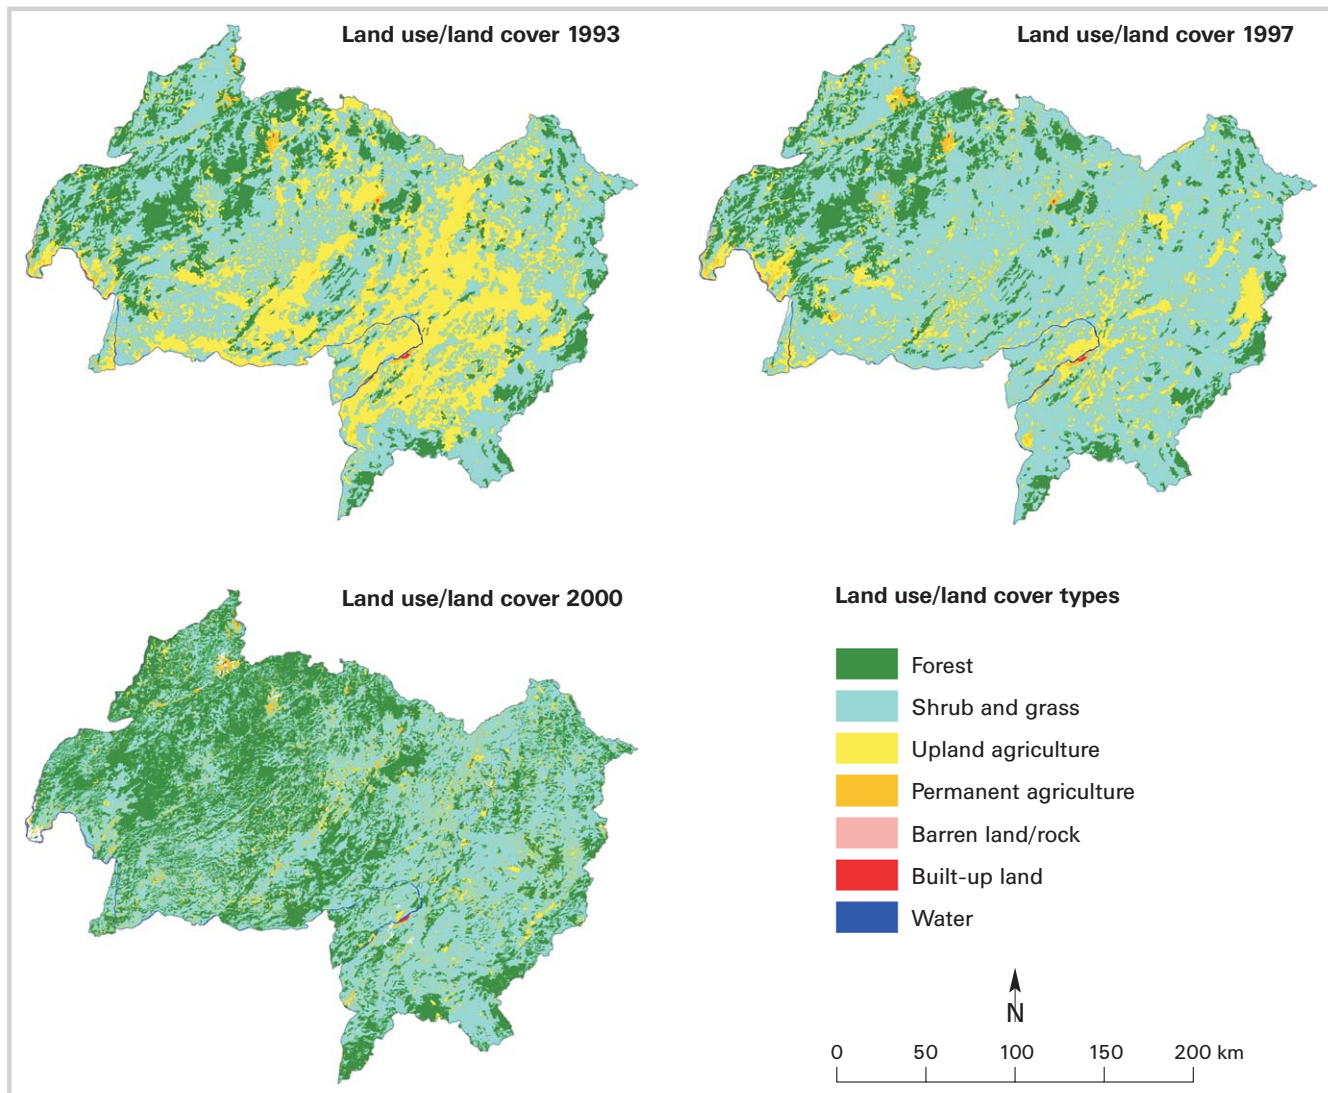 Land use/land cover 1993
Land use/land cover 1997
Land use/land cover 2000
Land use/land cover types
Forest
Shrub and grass
Upland agriculture
Permanent agriculture
Barren land/rock
Built-up land
Water
N
0 50 100 150 200 km